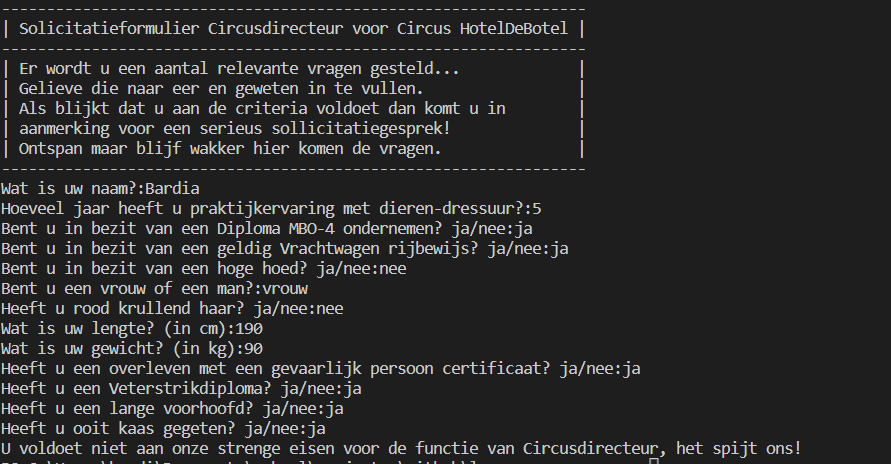 -----------------------------------------------------------
| Solicitatieformulier Circusdirecteur voor Circus HotelDeBotel |
-----------------------------------------------------------
| Er wordt u een aantal relevante vragen gesteld... |
| Gelieve die naar eer en geweten in te vullen. |
| Als blijkt dat u aan de criteria voldoet dan komt u in |
| aanmerking voor een serieus sollicitatiegesprek! |
| Ontspan maar blijf wakker hier komen de vragen. |
-----------------------------------------------------------
Wat is uw naam?:Bardia
Hoeveel jaar heeft u praktijkervaring met dieren-dressuur?:5
Bent u in bezit van een Diploma MBO-4 ondernemen? ja/nee:ja
Bent u in bezit van een geldig Vrachtwagen rijbewijs? ja/nee:ja
Bent u in bezit van een hoge hoed? ja/nee:nee
Bent u een vrouw of een man?:vrouw
Heeft u rood krullend haar? ja/nee:nee
Wat is uw lengte? (in cm):190
Wat is uw gewicht? (in kg):90
Heeft u een overleven met een gevaarlijk persoon certificaat? ja/nee:ja
Heeft u een Veterstrikdiploma? ja/nee:ja
Heeft u een lange voorhoofd? ja/nee:ja
Heeft u ooit kaas gegeten? ja/nee:ja
U voldoet niet aan onze strenge eisen voor de functie van Circusdirecteur, het spijt ons!